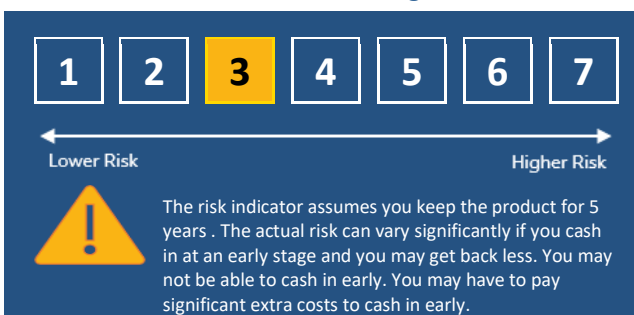 1 2 3 4 5 6 7
Lower Risk Higher Risk
The risk indicator assumes you keep the product for 5
years . The actual risk can vary significantly if you cash
in at an early stage and you may get back less. You may
not be able to cash in early. You may have to pay
significant extra costs to cash in early.